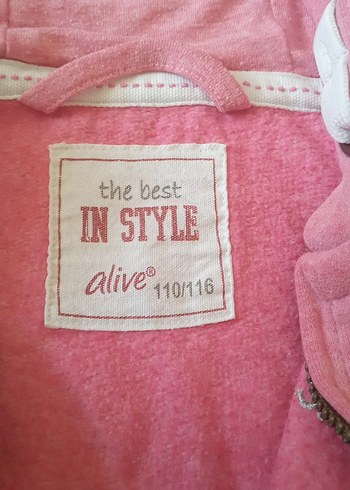 the best
IN STYLE
alive®
110/116